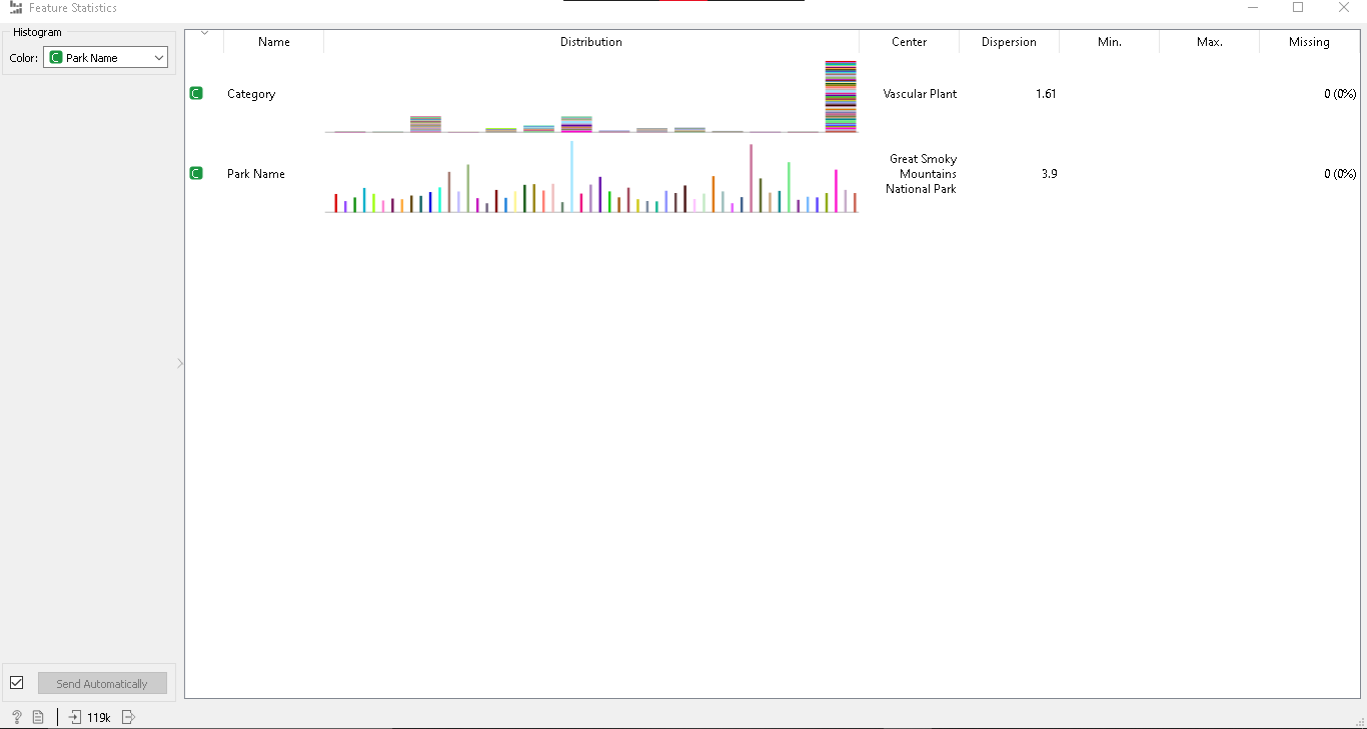 Feature Statistics
Histogram
Color: C Park Name
Name Distribution Center Dispersion Min. Max. Missing
C Category Vascular Plant 1.61 0 (0%)
C Park Name Great Smoky Mountains National Park 3.9 0 (0%)
Send Automatically
? 119k